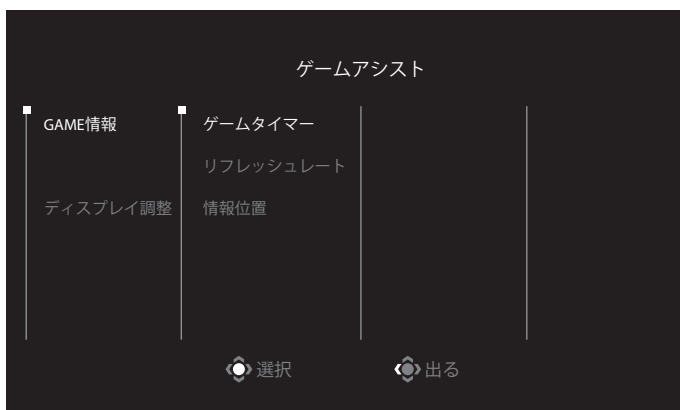 ゲームアシスト
GAME情報
ゲームタイマー
リフレッシュレート
ディスプレイ調整
情報位置
選択
出る